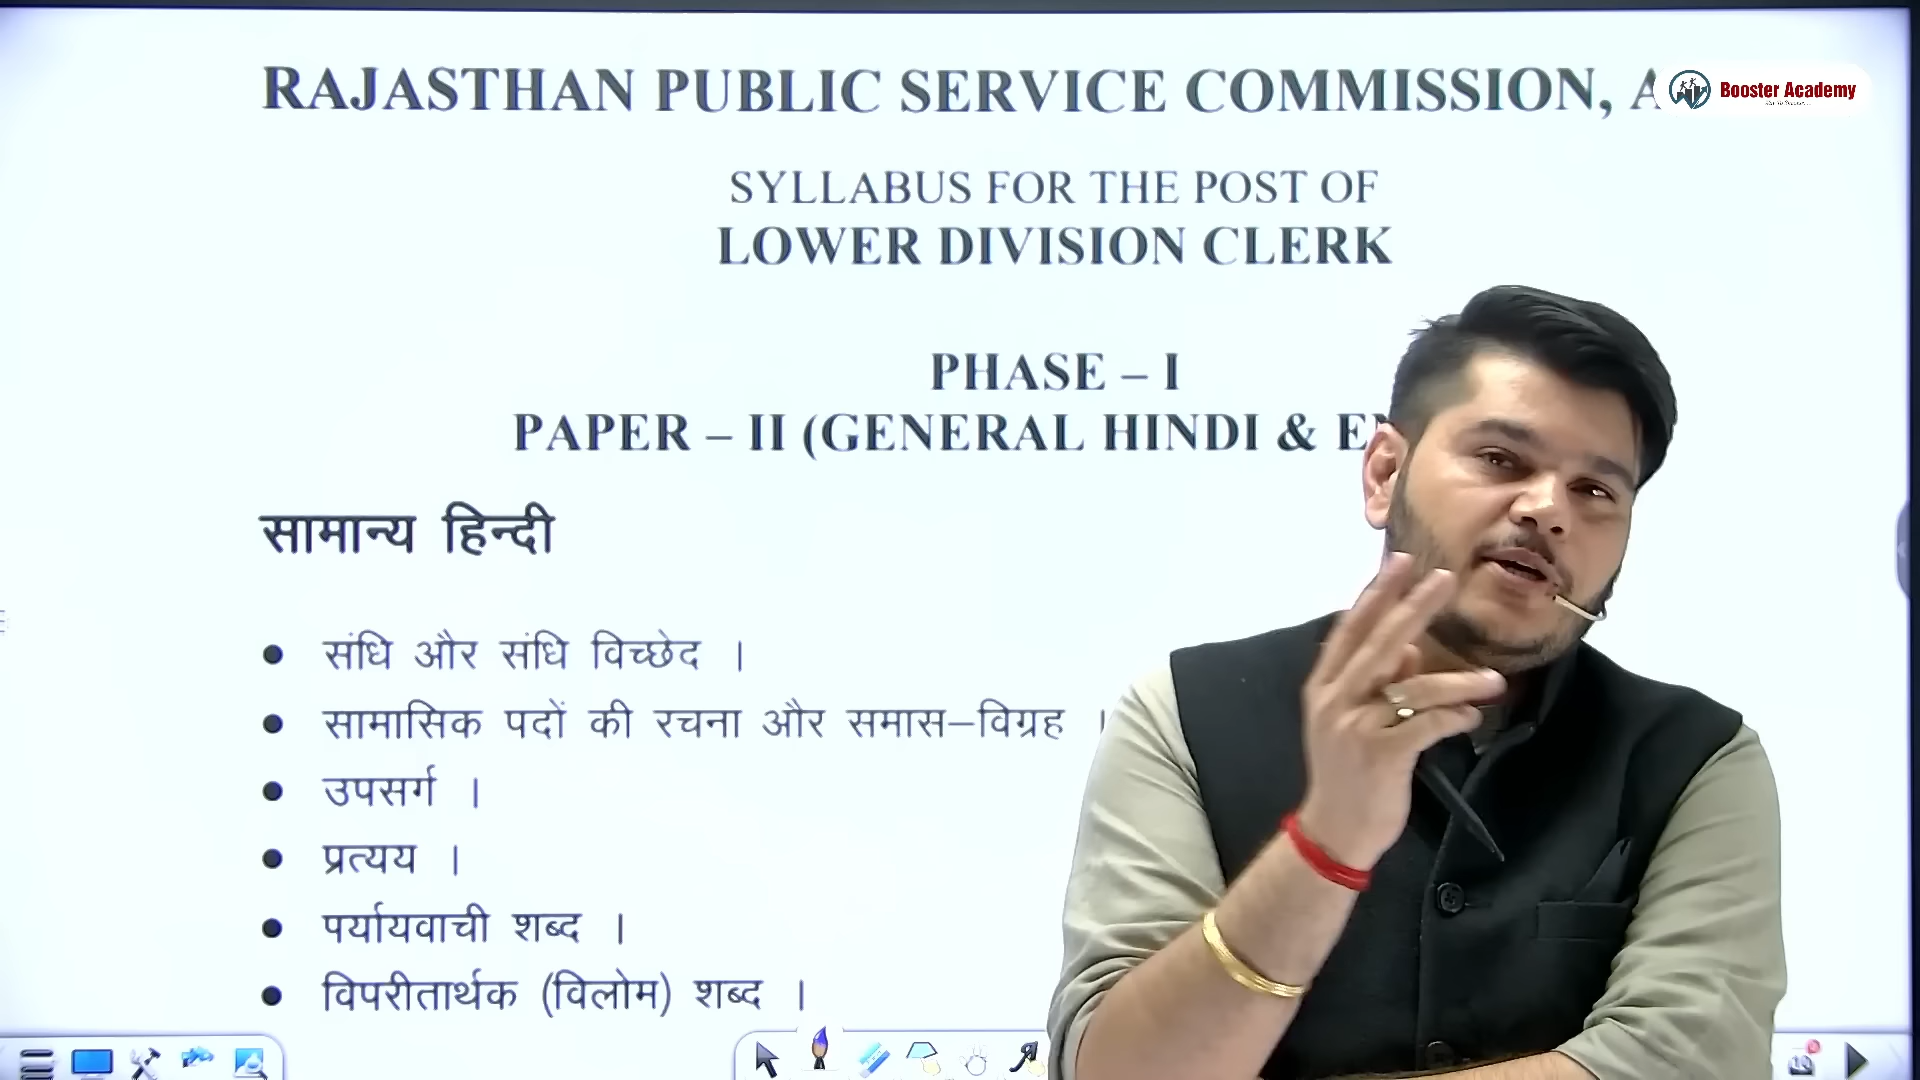 RAJASTHAN PUBLIC SERVICE COMMISSION,
Booster Academy
SYLLABUS FOR THE POST OF
LOWER DIVISION CLERK
PHASE – I
PAPER – II (GENERAL HINDI &
सामान्य हिन्दी
• संधि और संधि विच्छेद ।
• सामासिक पदों की रचना और समास–विग्रह ।
• उपसर्ग ।
• प्रत्यय ।
• पर्यायवाची शब्द ।
• विपरीतार्थक (विलोम) शब्द ।